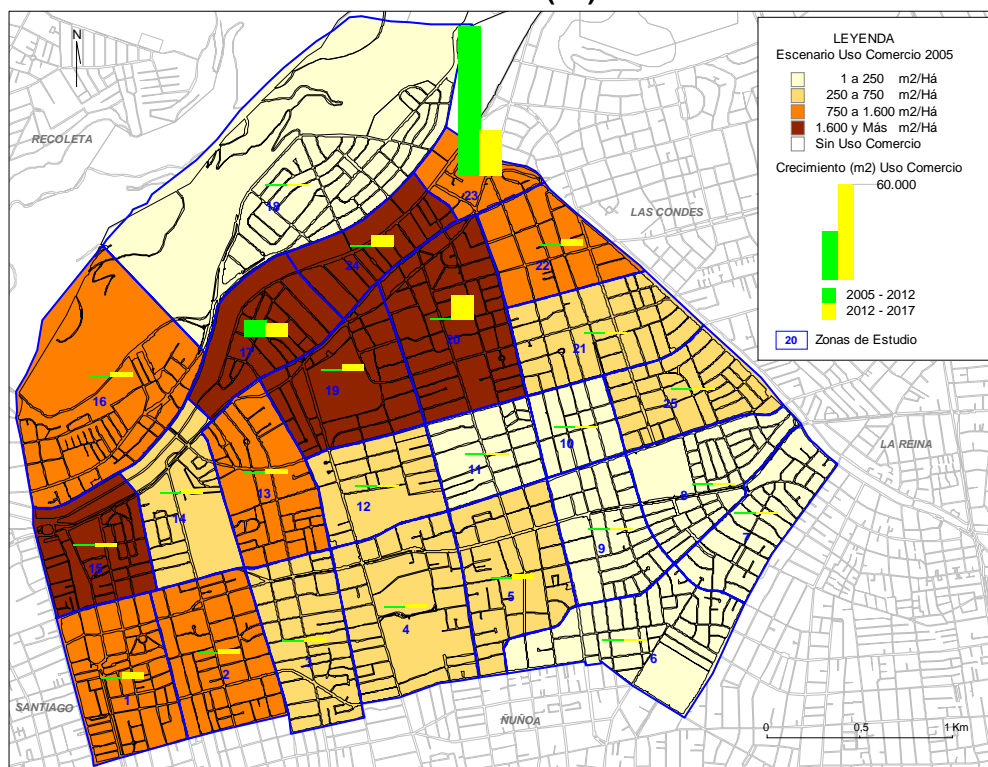 N
LEYENDA
Escenario Uso Comercio 2005
1 a 250 m2/Há
250 a 750 m2/Há
750 a 1.600 m2/Há
1.600 y Más m2/Há
Sin Uso Comercio
Crecimiento (m2) Uso Comercio
60.000
2005 - 2012
2012 - 2017
20 Zonas de Estudio
RECOLETA
LAS CONDES
LA REINA
SANTIAGO
ÑUÑOA
18
23
24
22
17
20
21
19
16
25
10
11
13
12
14
8
7
9
15
5
4
3
6
2
1
0 0,5 1 Km